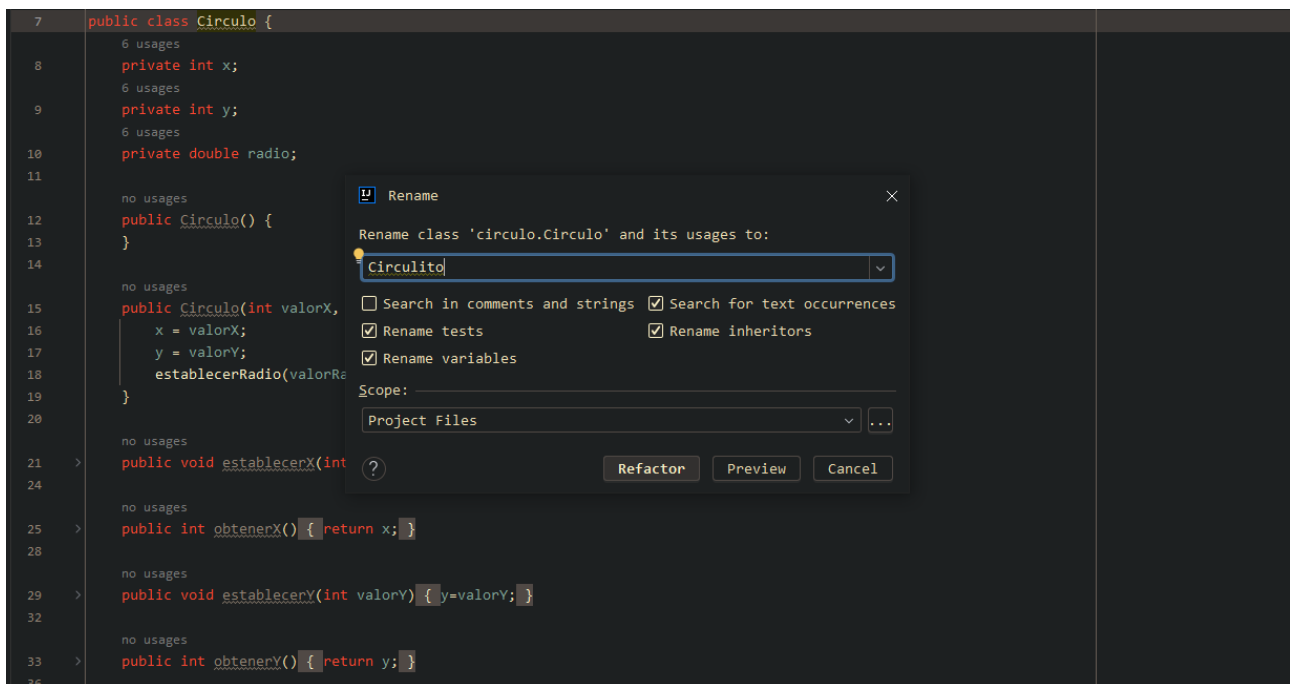 7 public class Circulo {
6 usages
8 private int x;
6 usages
9 private int y;
6 usages
10 private double radio;
11
no usages
12 public Circulo() {
13 }
14
no usages
15 public Circulo(int valorX,
16 x = valorX;
17 y = valorY;
18 establecerRadio(valorRa
19 }
20
no usages
21 > public void establecerX(int
24
no usages
25 > public int obtenerX() { return x; }
28
no usages
29 > public void establecerY(int valorY) { y=valorY; }
32
no usages
33 > public int obtenerY() { return y; }
36
IJ Rename
Rename class 'circulo.Circulo' and its usages to:
Circulito
Search in comments and strings Search for text occurrences
Rename tests Rename inheritors
Rename variables
Scope:
Project Files ...
? Refactor Preview Cancel